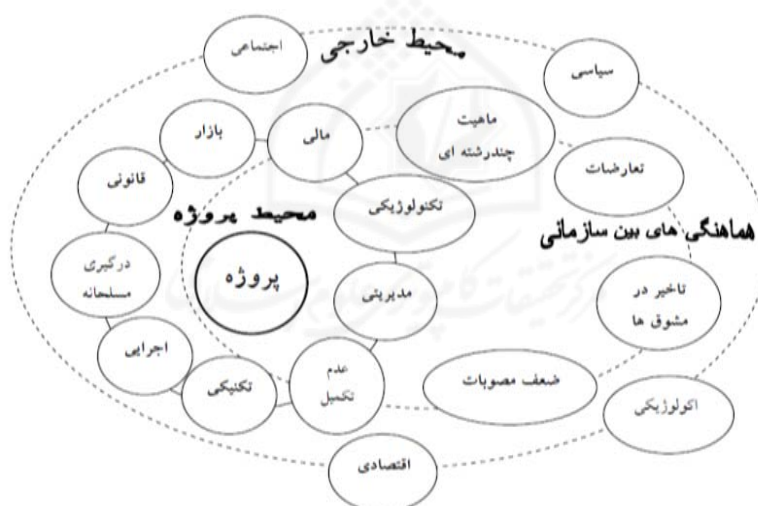 اجتماعی
محیط خارجی
سیاسی
بازار
مالی
ماهیت
چندرشته ای
تعارضات
قانونی
تکنولوژیکی
محیط پروژه
هماهنگی های بین سازمانی
درگیری
مسلحانه
پروژه
مدیریتی
تاخیر در
مشوق ها
اجرایی
تکنیکی
عدم
تکمیل
ضعف مصوبات
اکولوژیکی
اقتصادی